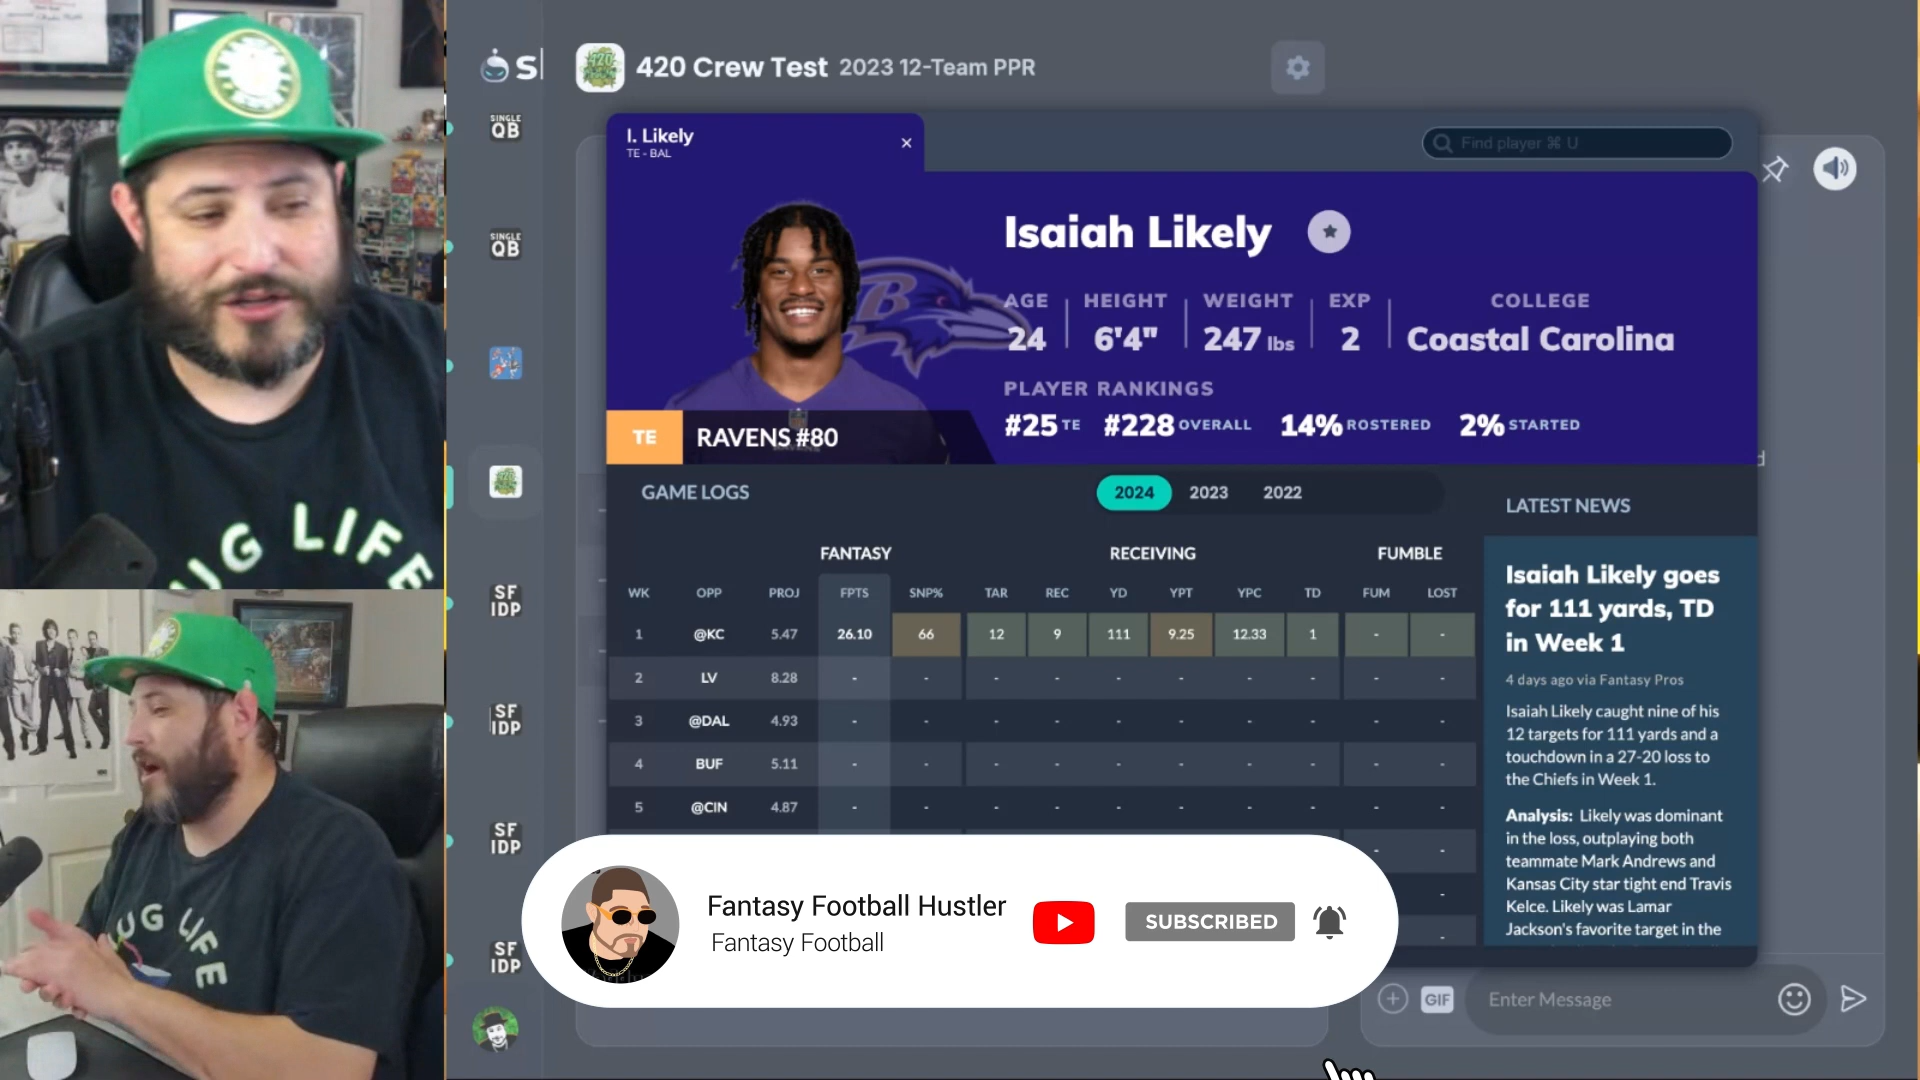 S
420 Crew Test 2023 12-Team PPR
SINGLE
QB
SINGLE
QB
SF
IDP
SF
IDP
SF
IDP
SF
IDP
I. Likely
TE - BAL
Find player ⌘ U
Isaiah Likely
AGE HEIGHT WEIGHT EXP COLLEGE
24 6'4" 247 lbs 2 Coastal Carolina
PLAYER RANKINGS
#25 TE #228 OVERALL 14% ROSTERED 2% STARTED
TE RAVENS #80
GAME LOGS 2024 2023 2022
FANTASY RECEIVING FUMBLE
WK OPP PROJ FPTS SNP% TAR REC YD YPT YPC TD FUM LOST
1 @KC 5.47 26.10 66 12 9 111 9.25 12.33 1 - -
2 LV 8.28 - - - - - - - - - -
3 @DAL 4.93 - - - - - - - - - -
4 BUF 5.11 - - - - - - - - - -
5 @CIN 4.87 - - - - - - - - - -
- -
-
-
LATEST NEWS
Isaiah Likely goes
for 111 yards, TD
in Week 1
4 days ago via Fantasy Pros
Isaiah Likely caught nine of his
12 targets for 111 yards and a
touchdown in a 27-20 loss to
the Chiefs in Week 1.
Analysis: Likely was dominant
in the loss, outplaying both
teammate Mark Andrews and
Kansas City star tight end Travis
Kelce. Likely was Lamar
Jackson's favorite target in the
Fantasy Football Hustler
Fantasy Football
SUBSCRIBED
GIF Enter Message
UG LIFE
UG LIFE